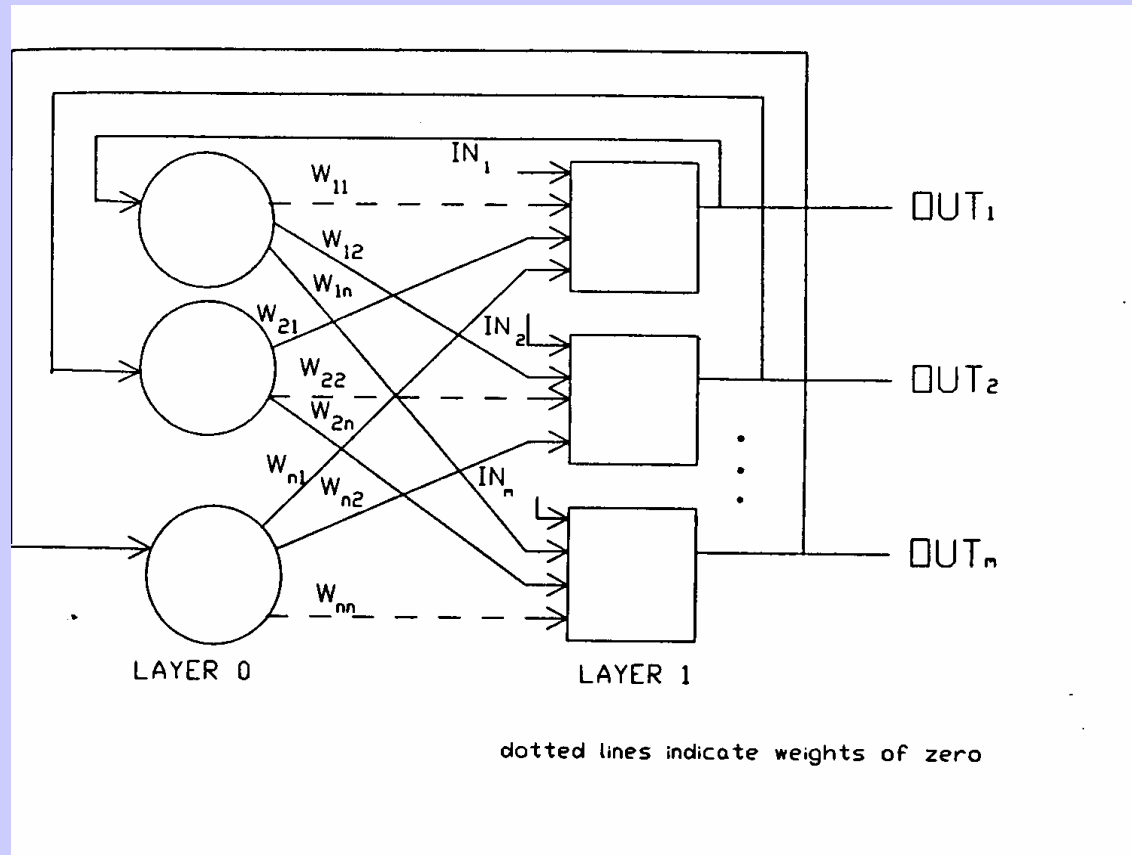 IN₁
W₁₁
OUT₁
W₁₂
W₁ₙ
W₂₁
IN₂
W₂₂
OUT₂
W₂ₙ
Wₙ₁
Wₙ₂
INₙ
OUTₙ
Wₙₙ
LAYER 0
LAYER 1
dotted lines indicate weights of zero